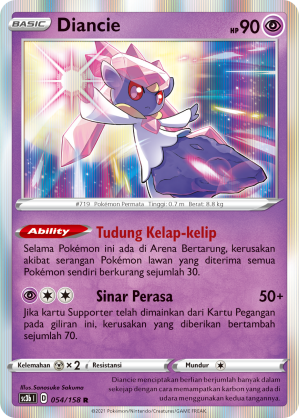 BASIC Diancie HP 90
#719 Pokémon Permata Tinggi: 0.7 m Berat: 8.8 kg
Ability Tudung Kelap-kelip
Selama Pokémon ini ada di Arena Bertarung, kerusakan
akibat serangan Pokémon lawan yang diterima semua
Pokémon sendiri berkurang sejumlah 30.
Sinar Perasa 50+
Jika kartu Supporter telah dimainkan dari Kartu Pegangan
pada giliran ini, kerusakan yang diberikan bertambah
sejumlah 70.
Kelemahan ×2 Resistansi Mundur
Illus. Sanosuke Sakuma
sc3b I D 054/158 R
Diancie menciptakan berlian berjumlah banyak dalam
sekejap dengan cara memampatkan karbon yang ada di
udara menggunakan kedua tangannya.
©2021 Pokémon/Nintendo/Creatures/GAME FREAK